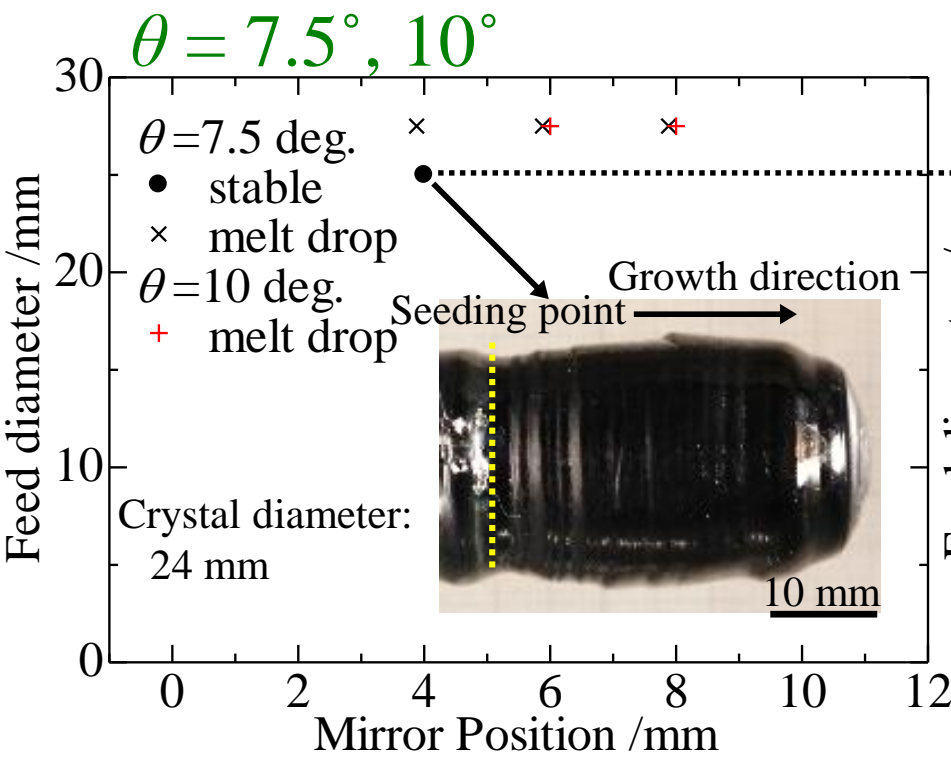 θ = 7.5°, 10°
30
20
10
0
Feed diameter /mm
θ=7.5 deg.
● stable
× melt drop
θ=10 deg.
+ melt drop
Growth direction
Seeding point
Crystal diameter:
24 mm
10 mm
0 2 4 6 8 10 12
Mirror Position /mm